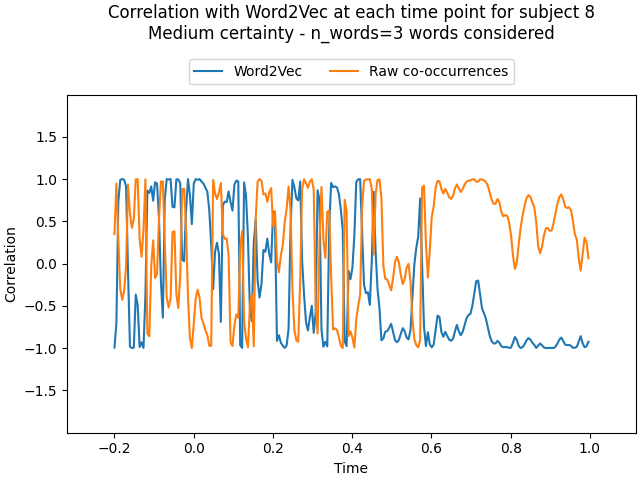 Correlation with Word2Vec at each time point for subject 8
Medium certainty - n_words=3 words considered
Word2Vec
Raw co-occurrences
1.5
1.0
0.5
0.0
−0.5
−1.0
−1.5
Correlation
−0.2
0.0
0.2
0.4
0.6
0.8
1.0
Time